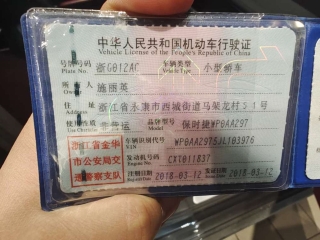 中华人民共和国机动车行驶证
Vehicle License of the People's Republic of China
号牌号码 浙G012AC 车辆类型 小型轿车
Plate No. Vehicle Type
所有人 施丽英
住 址 浙江省永康市西城街道马架龙村51号
Address
使用性质 非营运 品牌型号 保时捷WP0AA297
Use Character Model
浙江省金华
市公安局交
通警察支队
车辆识别代号 WP0AA2975JL103976
VIN
发动机号码 CXT011837
Engine No.
注册日期 2018-03-12 发证日期 2018-03-12
Register Date Issue Date